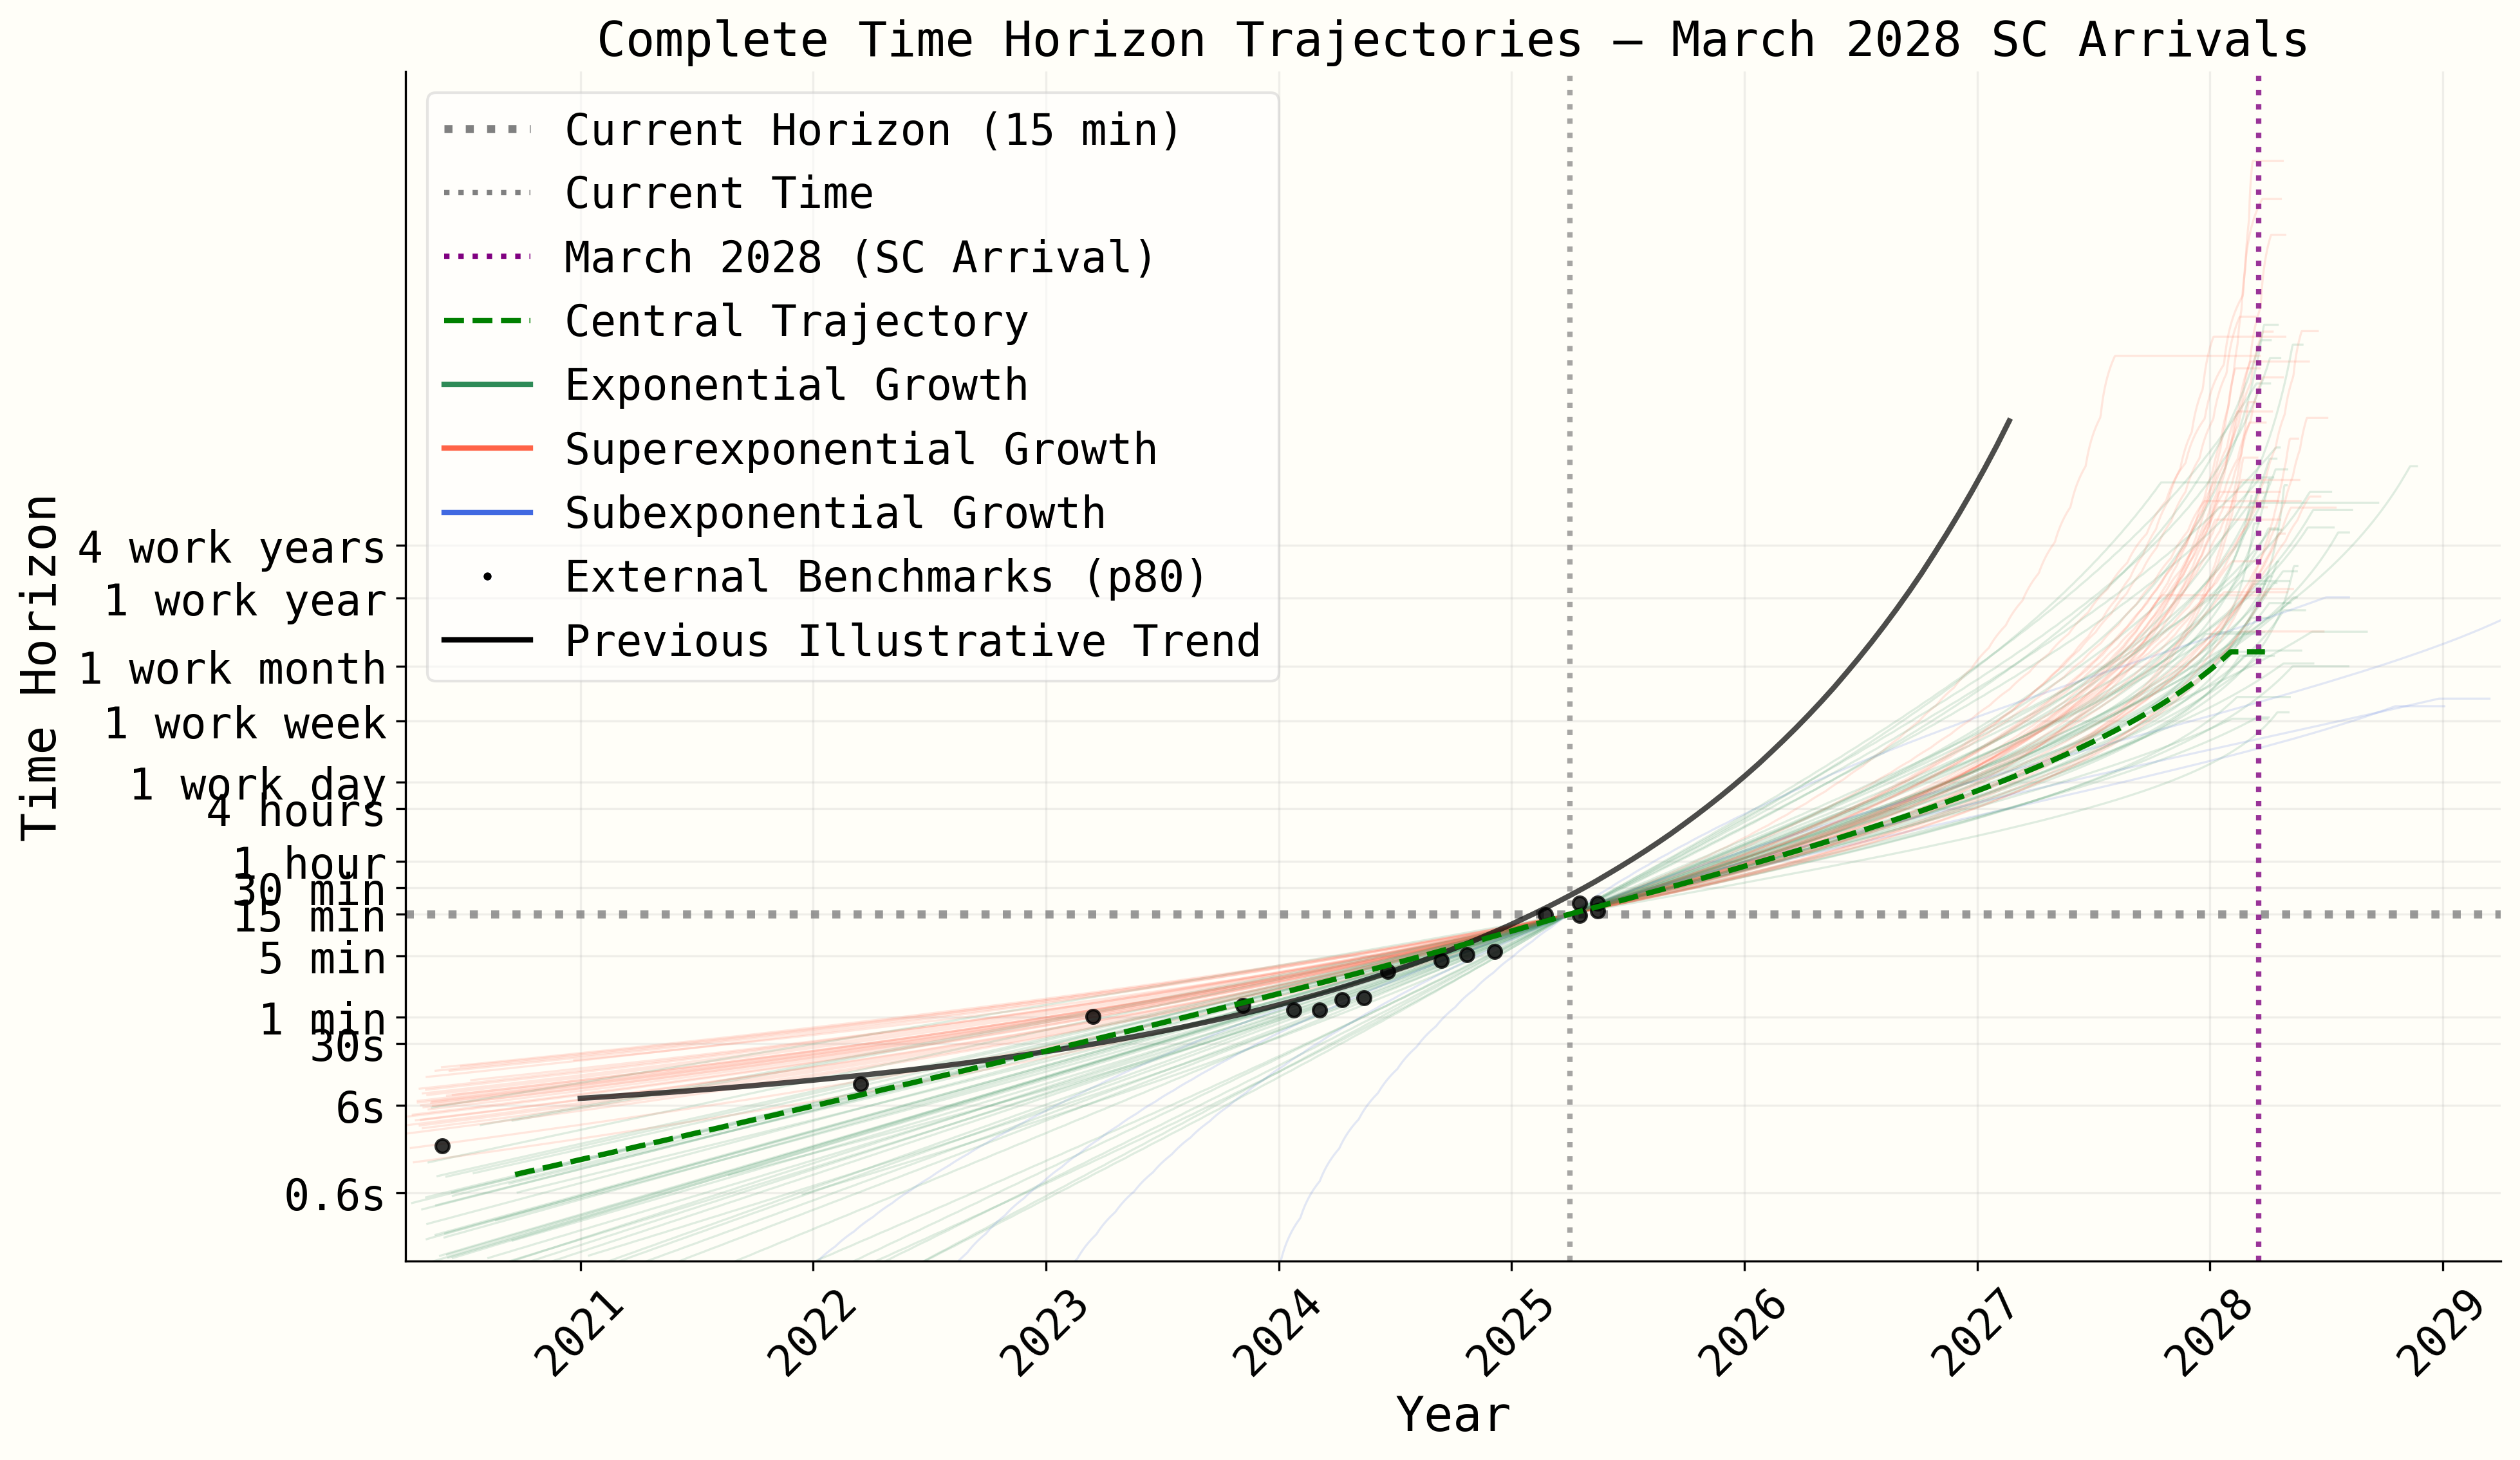 Complete Time Horizon Trajectories — March 2028 SC Arrivals
Current Horizon (15 min)
Current Time
March 2028 (SC Arrival)
Central Trajectory
Exponential Growth
Superexponential Growth
Subexponential Growth
External Benchmarks (p80)
Previous Illustrative Trend
Time Horizon
4 work years
1 work year
1 work month
1 work week
1 work day
4 hours
1 hour
30 min
15 min
5 min
1 min
30s
6s
0.6s
2021
2022
2023
2024
2025
2026
2027
2028
2029
Year